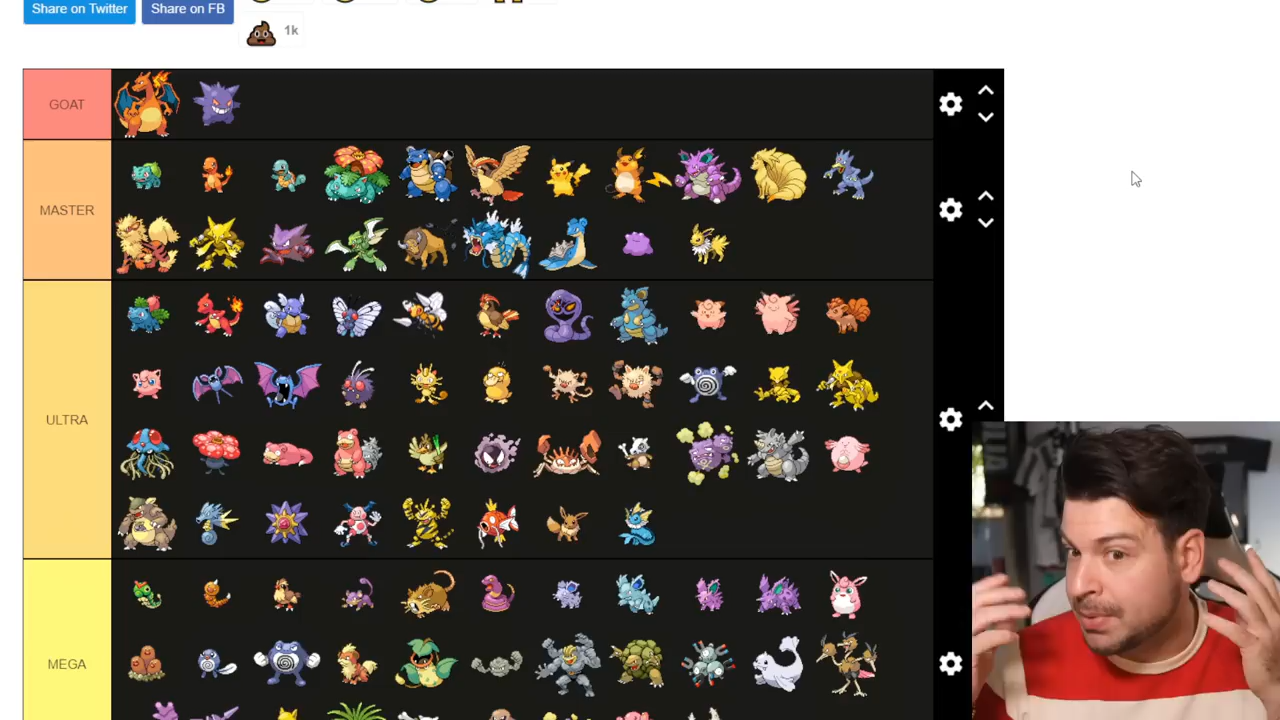 Share on Twitter
Share on FB
1k
GOAT
MASTER
ULTRA
MEGA